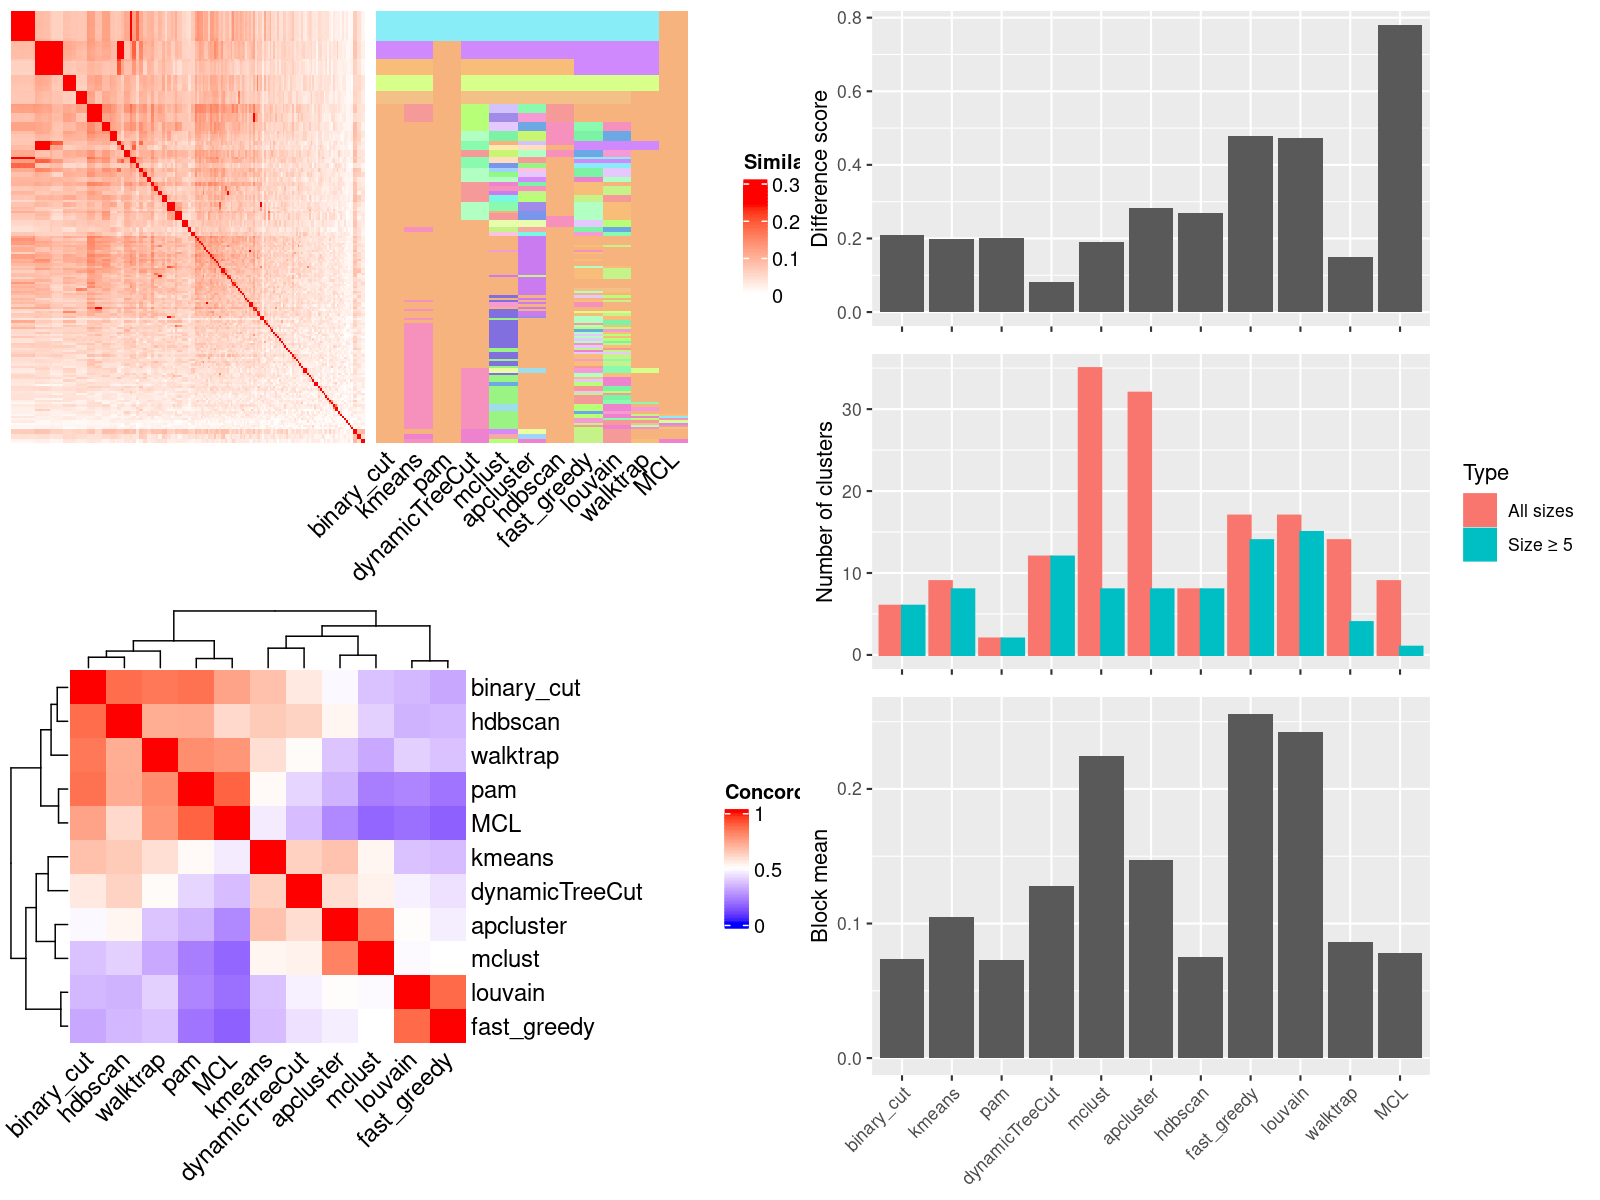 Simila
0.3
0.2
0.1
0
binary_cut
kmeans
pam
dynamicTreeCut
mclust
apcluster
hdbscan
fast_greedy
louvain
walktrap
MCL
Difference score
0.8
0.6
0.4
0.2
0.0
Number of clusters
30
20
10
0
Type
All sizes
Size ≥ 5
binary_cut
hdbscan
walktrap
pam
MCL
kmeans
dynamicTreeCut
apcluster
mclust
louvain
fast_greedy
binary_cut
hdbscan
walktrap
pam
MCL
kmeans
dynamicTreeCut
apcluster
mclust
louvain
fast_greedy
Concord
1
0.5
0
Block mean
0.2
0.1
0.0
binary_cut
kmeans
pam
dynamicTreeCut
mclust
apcluster
hdbscan
fast_greedy
louvain
walktrap
MCL